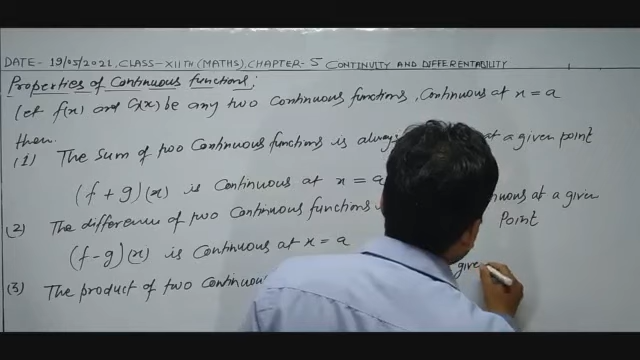 DATE- 19/05/2021, CLASS-XIITH (MATHS), CHAPTER-5 CONTINUITY AND DIFFERENTABILITY
Properties of Continuous functions;
Let f(x) and G(x) be any two Continuous functions, Continuous at x = a
then.
(1) The Sum of two Continuous functions is always at a given point
(f + g)(x) is Continuous at x = a
(2) The difference of two Continuous functions at a given
Point
(f - g)(x) is Continuous at x = a
(3) The product of two give